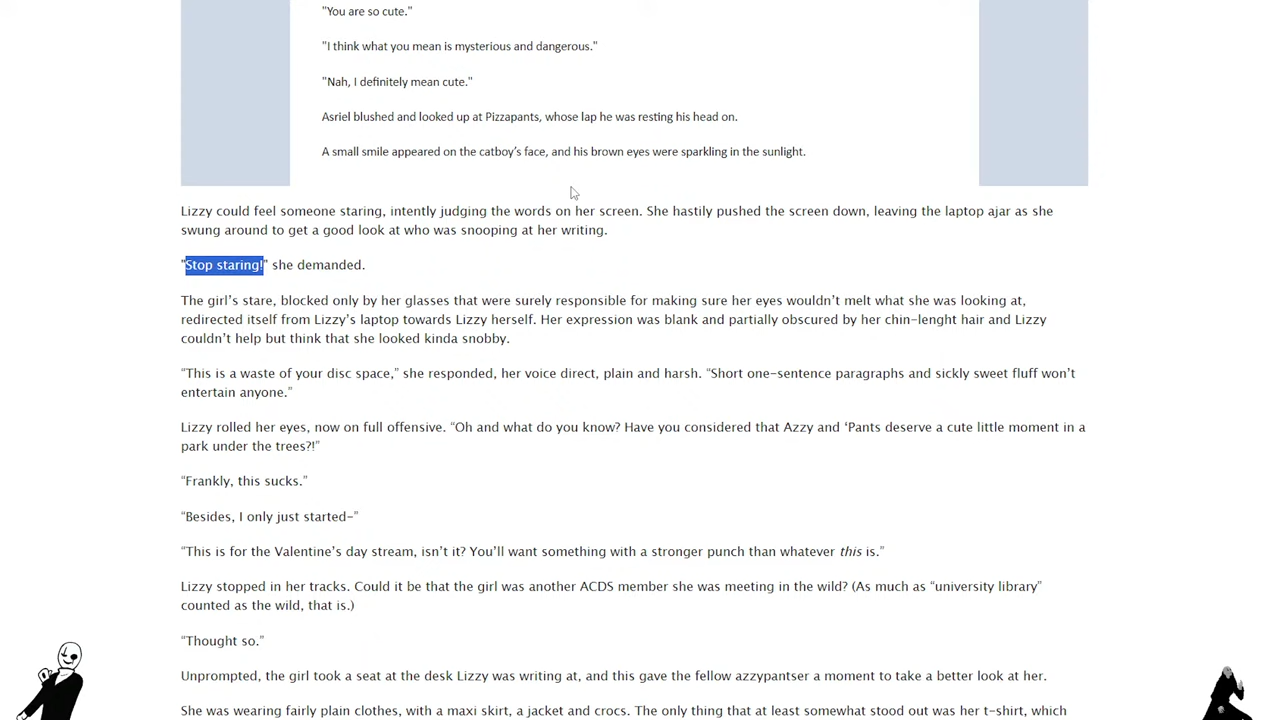 "You are so cute."
"I think what you mean is mysterious and dangerous."
"Nah, I definitely mean cute."
Asriel blushed and looked up at Pizzapants, whose lap he was resting his head on.
A small smile appeared on the catboy's face, and his brown eyes were sparkling in the sunlight.
Lizzy could feel someone staring, intently judging the words on her screen. She hastily pushed the screen down, leaving the laptop ajar as she
swung around to get a good look at who was snooping at her writing.
"Stop staring!" she demanded.
The girl’s stare, blocked only by her glasses that were surely responsible for making sure her eyes wouldn’t melt what she was looking at,
redirected itself from Lizzy’s laptop towards Lizzy herself. Her expression was blank and partially obscured by her chin-lenght hair and Lizzy
couldn’t help but think that she looked kinda snobby.
“This is a waste of your disc space,” she responded, her voice direct, plain and harsh. “Short one-sentence paragraphs and sickly sweet fluff won’t
entertain anyone.”
Lizzy rolled her eyes, now on full offensive. “Oh and what do you know? Have you considered that Azzy and ‘Pants deserve a cute little moment in a
park under the trees?!”
“Frankly, this sucks.”
“Besides, I only just started–”
“This is for the Valentine’s day stream, isn’t it? You’ll want something with a stronger punch than whatever this is.”
Lizzy stopped in her tracks. Could it be that the girl was another ACDS member she was meeting in the wild? (As much as “university library”
counted as the wild, that is.)
“Thought so.”
Unprompted, the girl took a seat at the desk Lizzy was writing at, and this gave the fellow azzypantser a moment to take a better look at her.
She was wearing fairly plain clothes, with a maxi skirt, a jacket and crocs. The only thing that at least somewhat stood out was her t-shirt, which